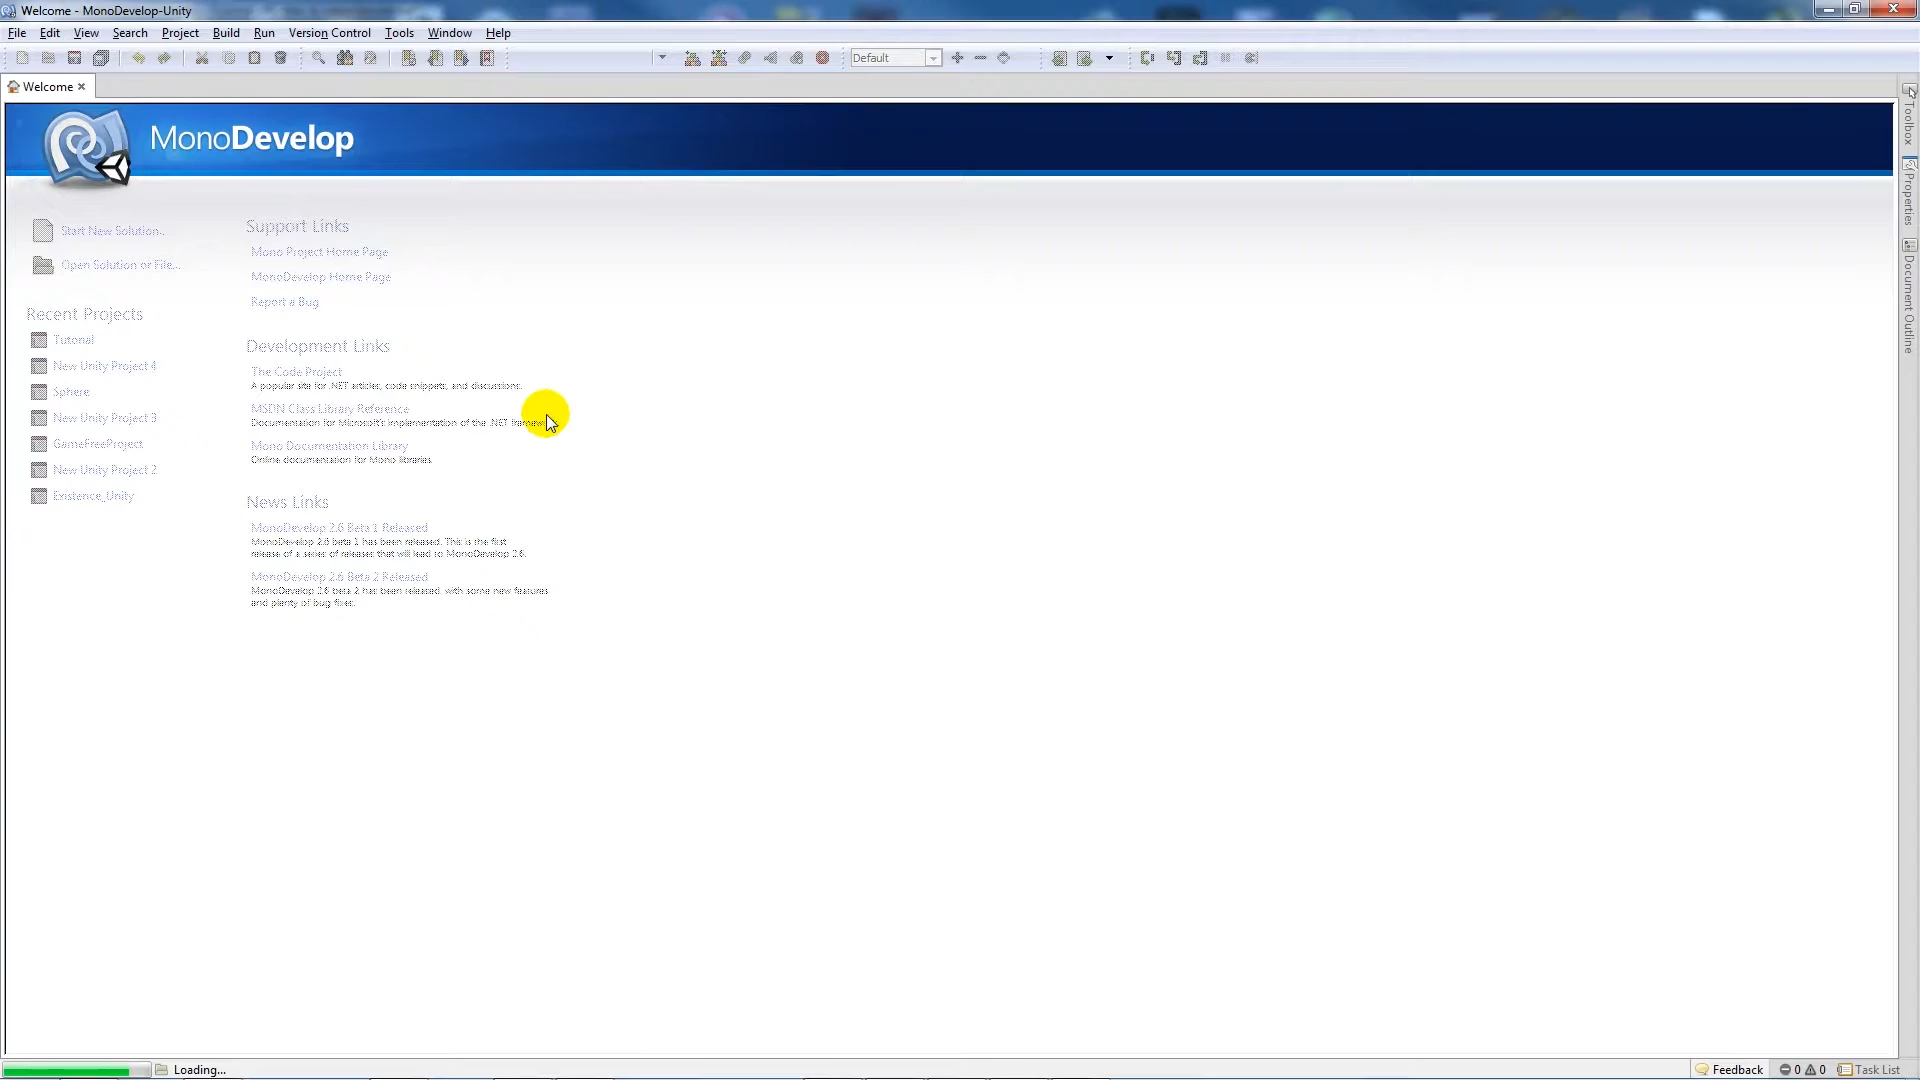 Welcome - MonoDevelop-Unity
File Edit View Search Project Build Run Version Control Tools Window Help
Default
Welcome
MonoDevelop
Start New Solution...
Open Solution or File...
Recent Projects
Tutorial
New Unity Project 4
Sphere
New Unity Project 3
GameFreeProject
New Unity Project 2
Existence_Unity
Support Links
Mono Project Home Page
MonoDevelop Home Page
Report a Bug
Development Links
The Code Project
A popular site for .NET articles, code snippets, and discussions.
MSDN Class Library Reference
Documentation for Microsoft's implementation of the .NET
Mono Documentation Library
Online documentation for Mono libraries.
News Links
MonoDevelop 2.6 Beta 1 Released
MonoDevelop 2.6 beta 1 has been released. This is the first
release of a series of releases that will lead to MonoDevelop 2.6.
MonoDevelop 2.6 Beta 2 Released
MonoDevelop 2.6 beta 2 has been released, with some new features
and plenty of bug fixes.
Toolbox
Properties
Document Outline
Loading...
Feedback
0
0
Task List